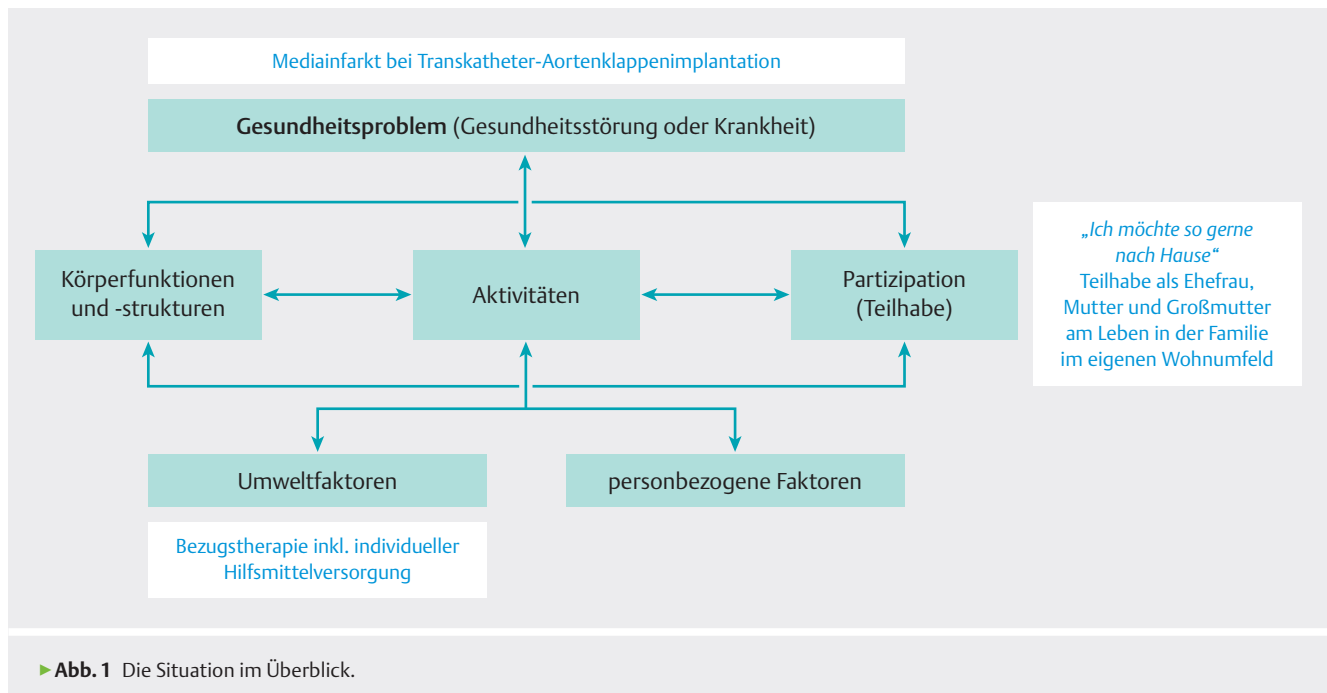 Mediainfarkt bei Transkatheter-Aortenklappenimplantation
Gesundheitsproblem (Gesundheitsstörung oder Krankheit)
Körperfunktionen
und -strukturen
Aktivitäten
Partizipation
(Teilhabe)
„Ich möchte so gerne
nach Hause“
Teilhabe als Ehefrau,
Mutter und Großmutter
am Leben in der Familie
im eigenen Wohnumfeld
Umweltfaktoren
personbezogene Faktoren
Bezugstherapie inkl. individueller
Hilfsmittelversorgung
►Abb. 1 Die Situation im Überblick.